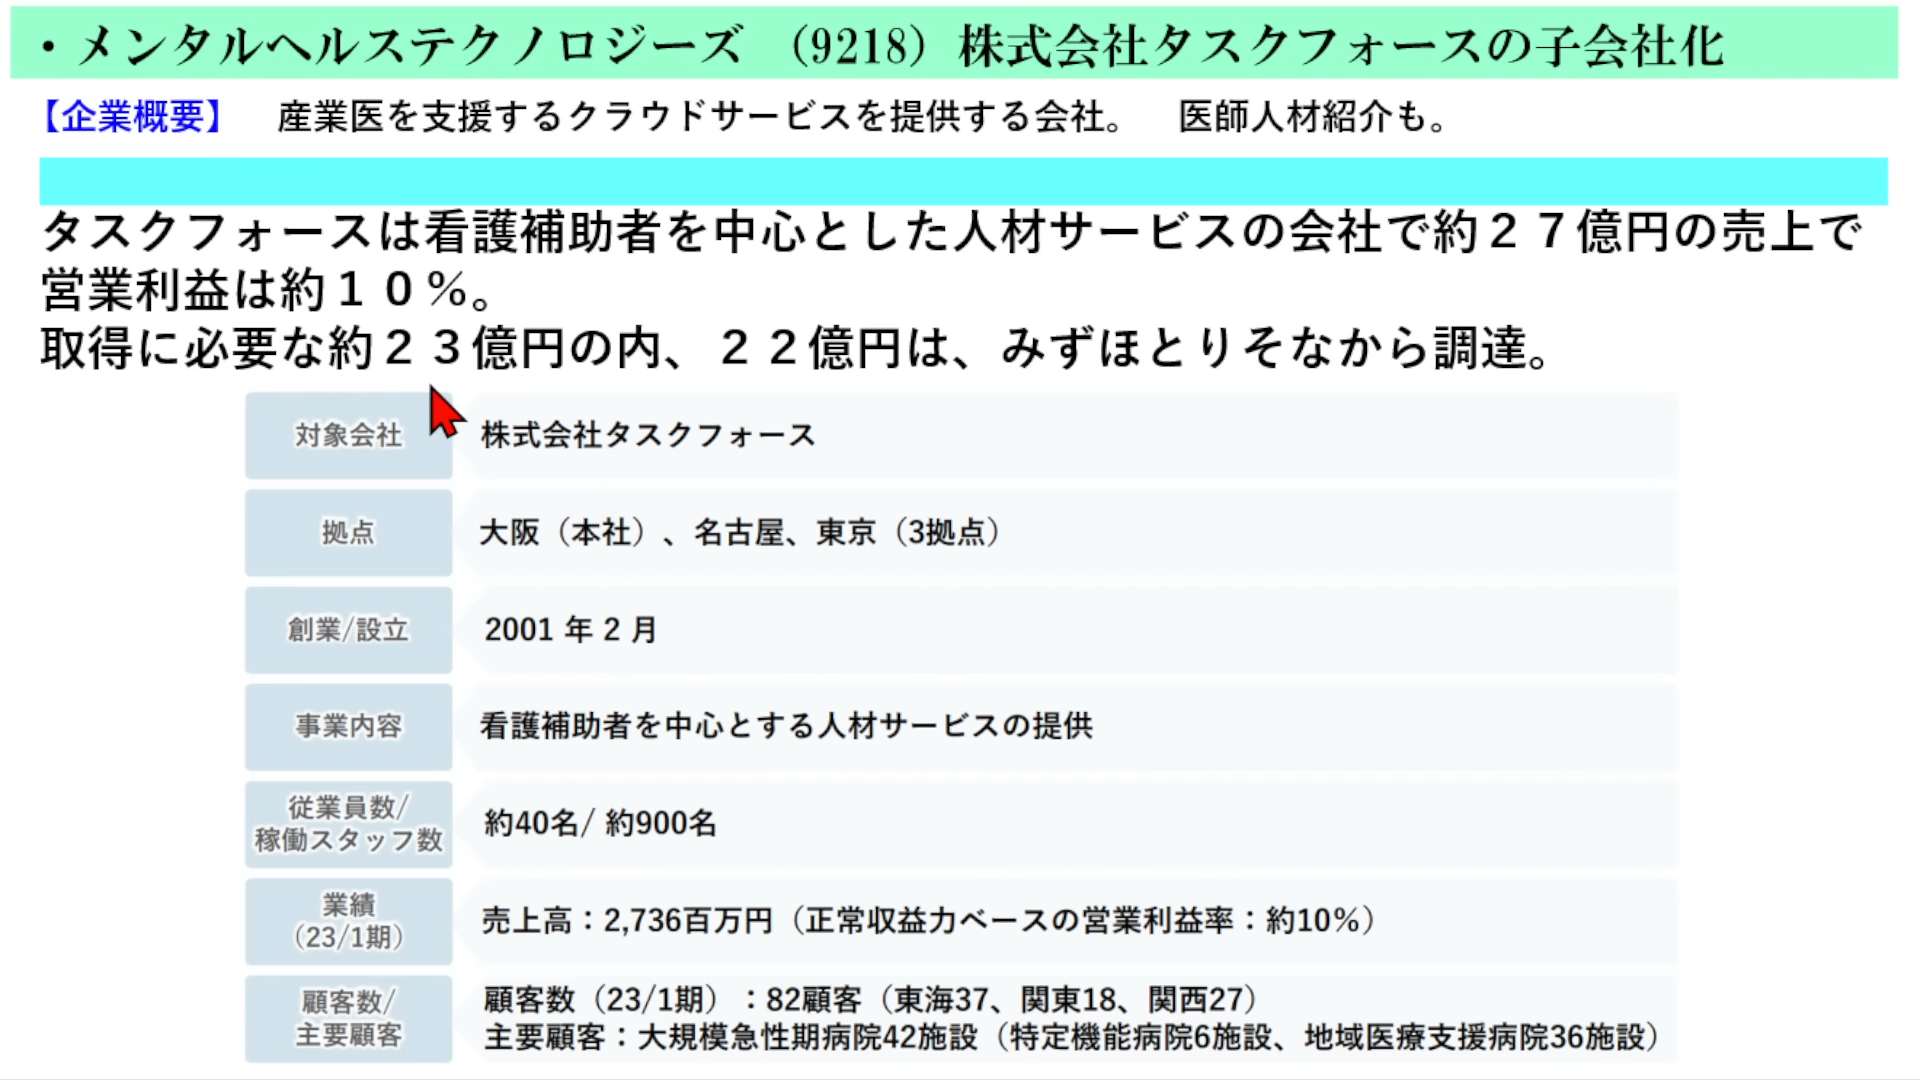 ・メンタルヘルステクノロジーズ （9218）株式会社タスクフォースの子会社化
【企業概要】 産業医を支援するクラウドサービスを提供する会社。 医師人材紹介も。
タスクフォースは看護補助者を中心とした人材サービスの会社で約２７億円の売上で
営業利益は約１０％。
取得に必要な約２３億円の内、２２億円は、みずほとりそなから調達。
対象会社 株式会社タスクフォース
拠点 大阪（本社）、名古屋、東京（3拠点）
創業/設立 2001 年 2 月
事業内容 看護補助者を中心とする人材サービスの提供
従業員数/
稼働スタッフ数
約40名/ 約900名
業績
（23/1期）
売上高：2,736百万円（正常収益力ベースの営業利益率：約10％）
顧客数/
主要顧客
顧客数（23/1期）：82顧客（東海37、関東18、関西27）
主要顧客：大規模急性期病院42施設（特定機能病院6施設、地域医療支援病院36施設）